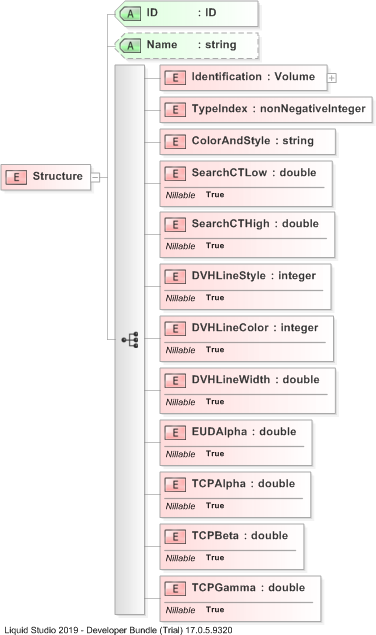 A ID : ID
A Name : string
E Identification : Volume
E TypeIndex : nonNegativeInteger
E ColorAndStyle : string
E Structure
E SearchCTLow : double
Nillable True
E SearchCTHigh : double
Nillable True
E DVHLineStyle : integer
Nillable True
E DVHLineColor : integer
Nillable True
E DVHLineWidth : double
Nillable True
E EUDAlpha : double
Nillable True
E TCPAlpha : double
Nillable True
E TCPBeta : double
Nillable True
E TCPGamma : double
Nillable True
Liquid Studio 2019 - Developer Bundle (Trial) 17.0.5.9320